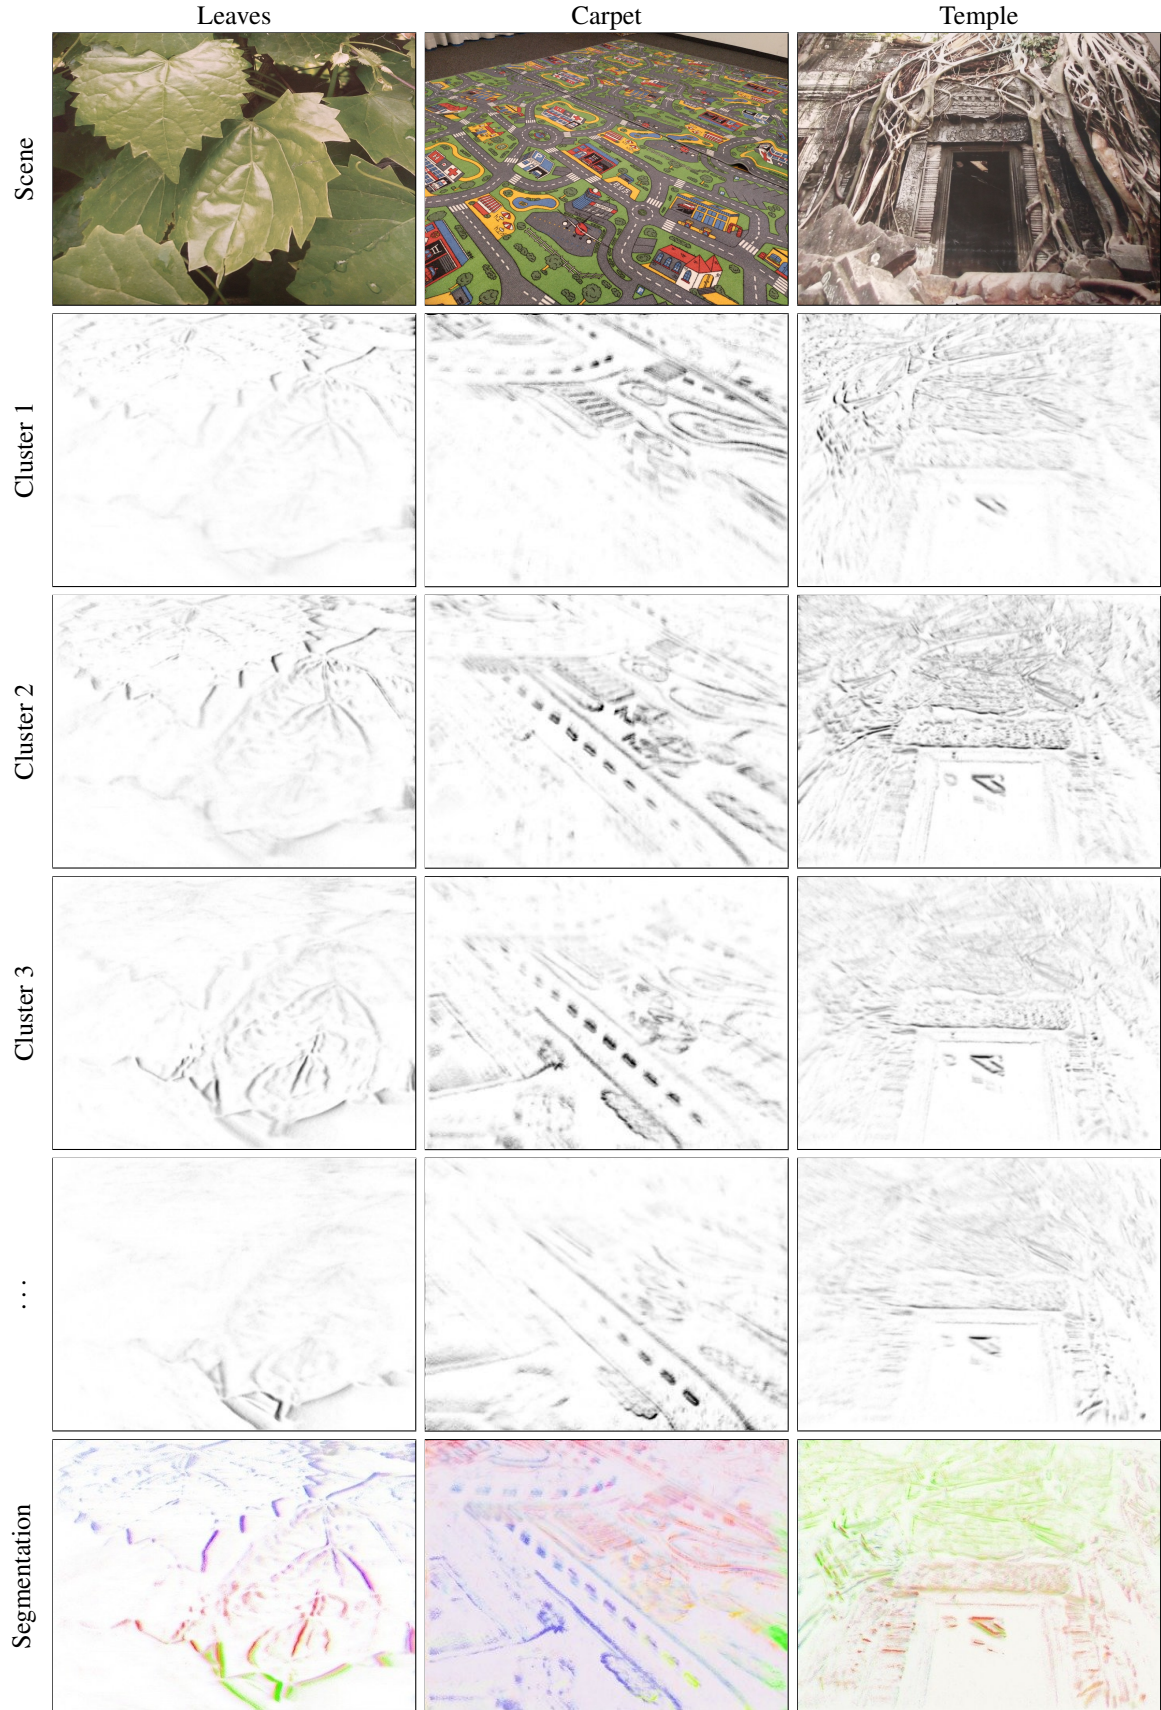 Leaves Carpet Temple
Scene
Cluster 1
Cluster 2
Cluster 3
...
Segmentation